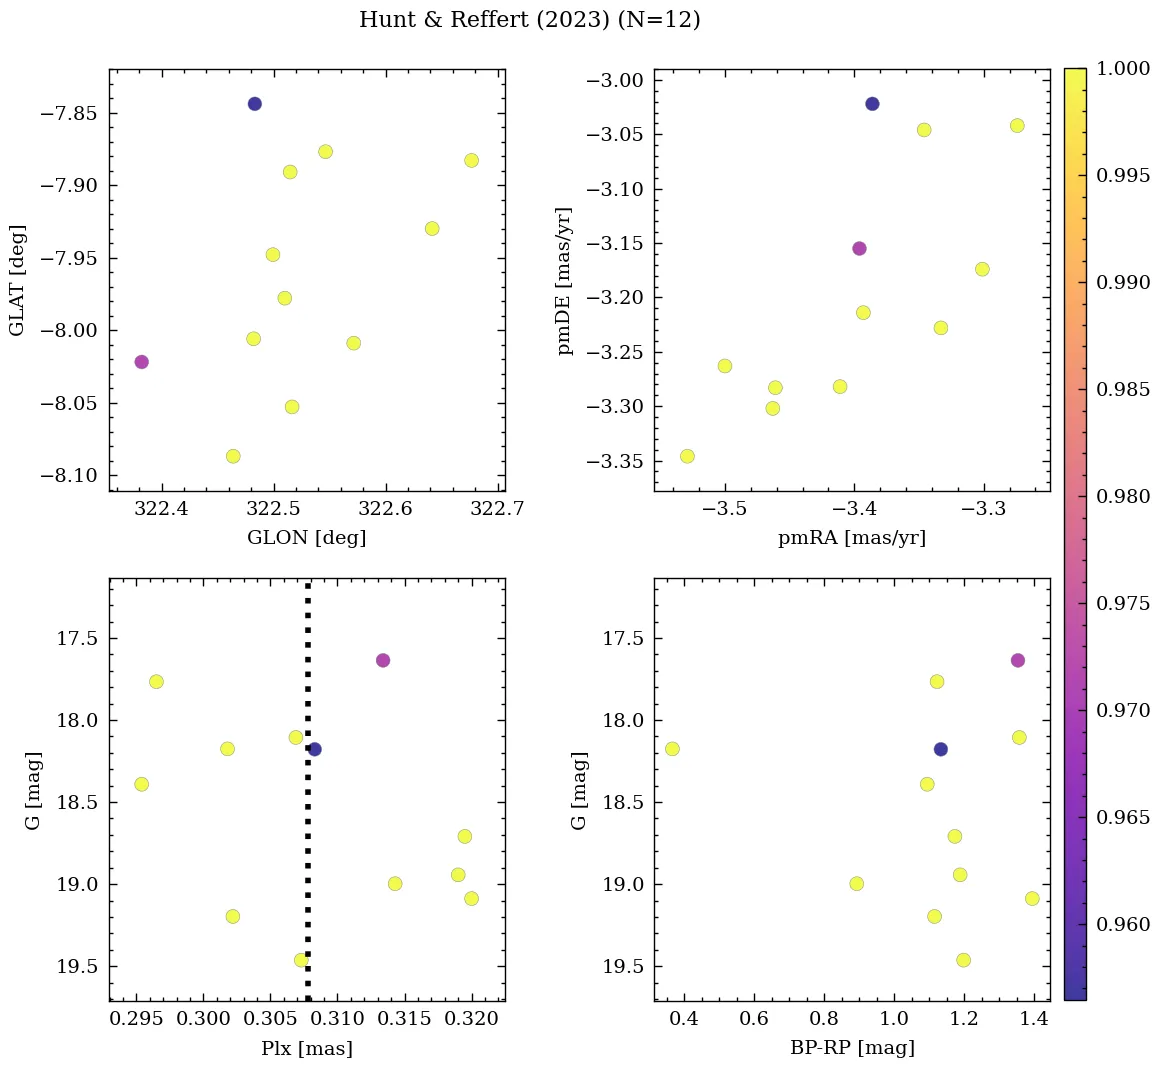 Hunt & Reffert (2023) (N=12)
−7.85
−7.90
−7.95
−8.00
−8.05
−8.10
GLAT [deg]
322.4 322.5 322.6 322.7
GLON [deg]
−3.00
−3.05
−3.10
−3.15
−3.20
−3.25
−3.30
−3.35
pmDE [mas/yr]
−3.5 −3.4 −3.3
pmRA [mas/yr]
1.000
0.995
0.990
0.985
0.980
0.975
0.970
0.965
0.960
17.5
18.0
18.5
19.0
19.5
G [mag]
0.295 0.300 0.305 0.310 0.315 0.320
Plx [mas]
17.5
18.0
18.5
19.0
19.5
G [mag]
0.4 0.6 0.8 1.0 1.2 1.4
BP-RP [mag]